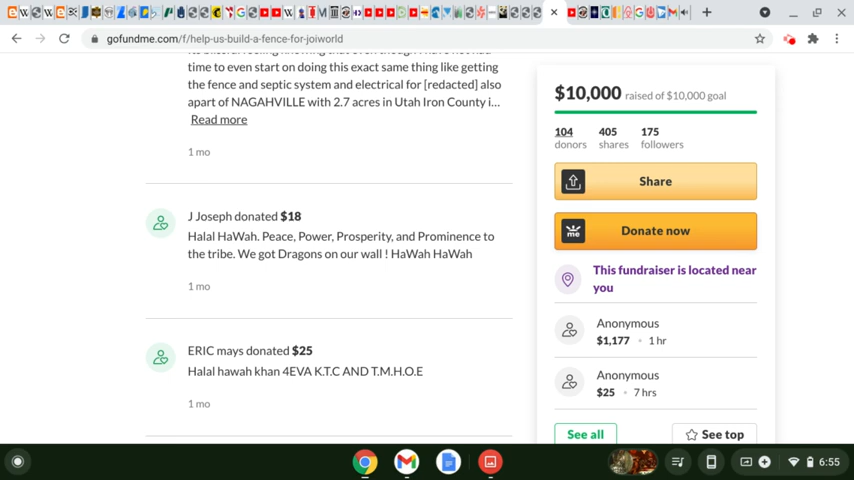 gofundme.com/f/help-us-build-a-fence-for-joiworld
time to even start on doing this exact same thing like getting
the fence and septic system and electrical for [redacted] also
apart of NAGAHVILLE with 2.7 acres in Utah Iron County i...
Read more
1 mo
J Joseph donated $18
Halal HaWah. Peace, Power, Prosperity, and Prominence to
the tribe. We got Dragons on our wall ! HaWah HaWah
1 mo
ERIC mays donated $25
Halal hawah khan 4EVA K.T.C AND T.M.H.O.E
1 mo
$10,000 raised of $10,000 goal
104 405 175
donors shares followers
Share
me Donate now
This fundraiser is located near
you
Anonymous
$1,177 • 1 hr
Anonymous
$25 • 7 hrs
See all See top
6:55